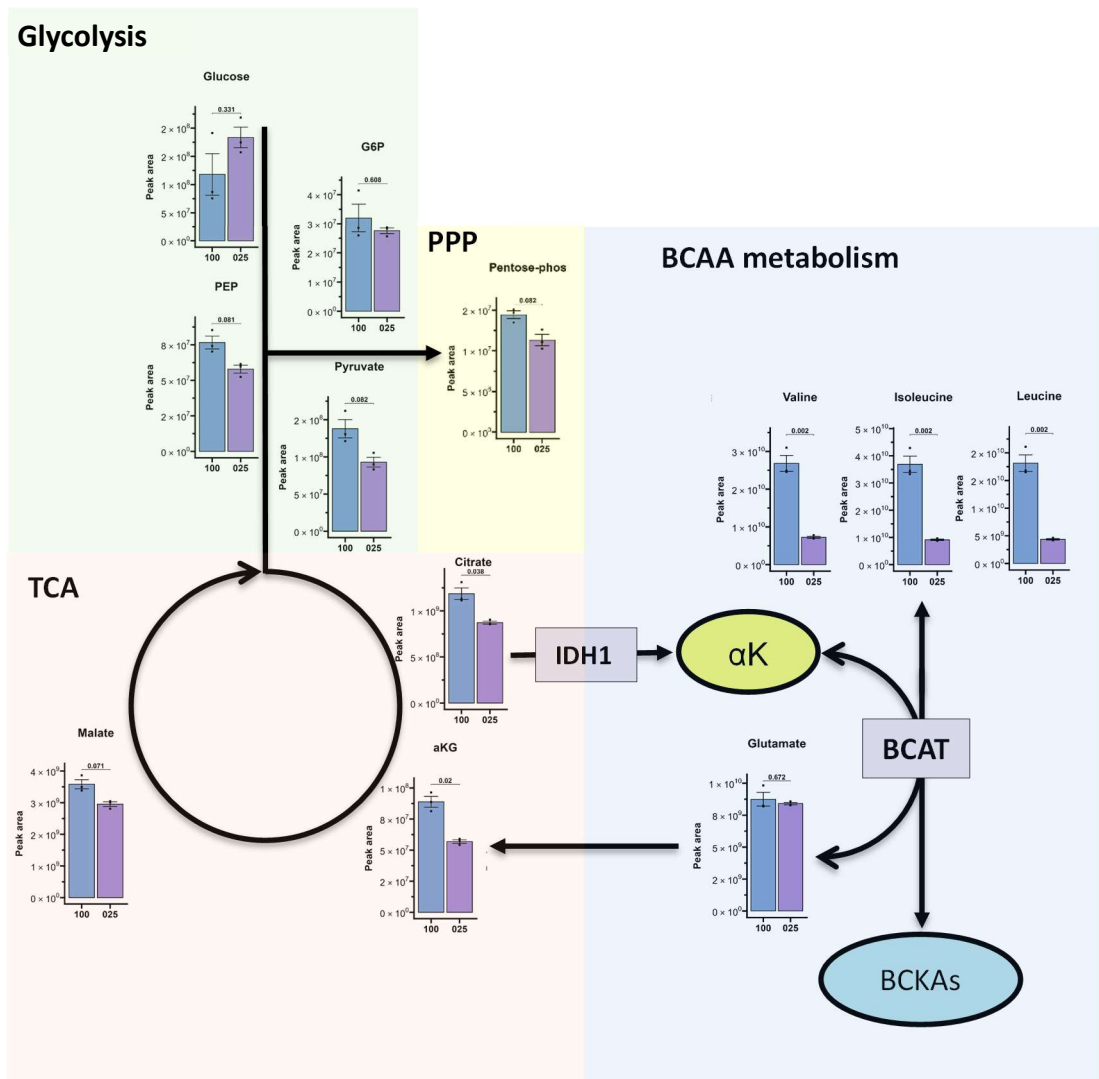 Glycolysis
Glucose
0.331
2 × 10⁸
2 × 10⁸
1 × 10⁸
5 × 10⁷
0 × 10⁰
Peak area
100 025
G6P
0.608
4 × 10⁷
3 × 10⁷
2 × 10⁷
1 × 10⁷
0 × 10⁰
Peak area
100 025
PEP
0.081
8 × 10⁷
5 × 10⁷
2 × 10⁷
0 × 10⁰
Peak area
100 025
Pyruvate
0.082
2 × 10⁸
1 × 10⁸
5 × 10⁷
0 × 10⁰
Peak area
100 025
PPP
Pentose-phos
0.082
2 × 10⁷
1 × 10⁷
5 × 10⁹
0 × 10⁰
Peak area
100 025
BCAA metabolism
Valine
0.002
3 × 10¹⁰
2 × 10¹⁰
1 × 10¹⁰
0 × 10⁰
Peak area
100 025
Isoleucine
0.002
5 × 10¹⁰
4 × 10¹⁰
3 × 10¹⁰
2 × 10¹⁰
1 × 10¹⁰
0 × 10⁰
Peak area
100 025
Leucine
0.002
2 × 10¹⁰
2 × 10¹⁰
1 × 10¹⁰
5 × 10⁹
0 × 10⁰
Peak area
100 025
TCA
Citrate
0.038
1 × 10⁹
5 × 10⁸
0 × 10⁰
Peak area
100 025
IDH1
αK
BCAT
Malate
0.071
4 × 10⁹
3 × 10⁹
2 × 10⁹
1 × 10⁹
0 × 10⁰
Peak area
100 025
aKG
0.02
1 × 10⁸
8 × 10⁷
5 × 10⁷
2 × 10⁷
0 × 10⁰
Peak area
100 025
Glutamate
0.672
1 × 10¹⁰
8 × 10⁹
5 × 10⁹
2 × 10⁹
0 × 10⁰
Peak area
100 025
BCKAs